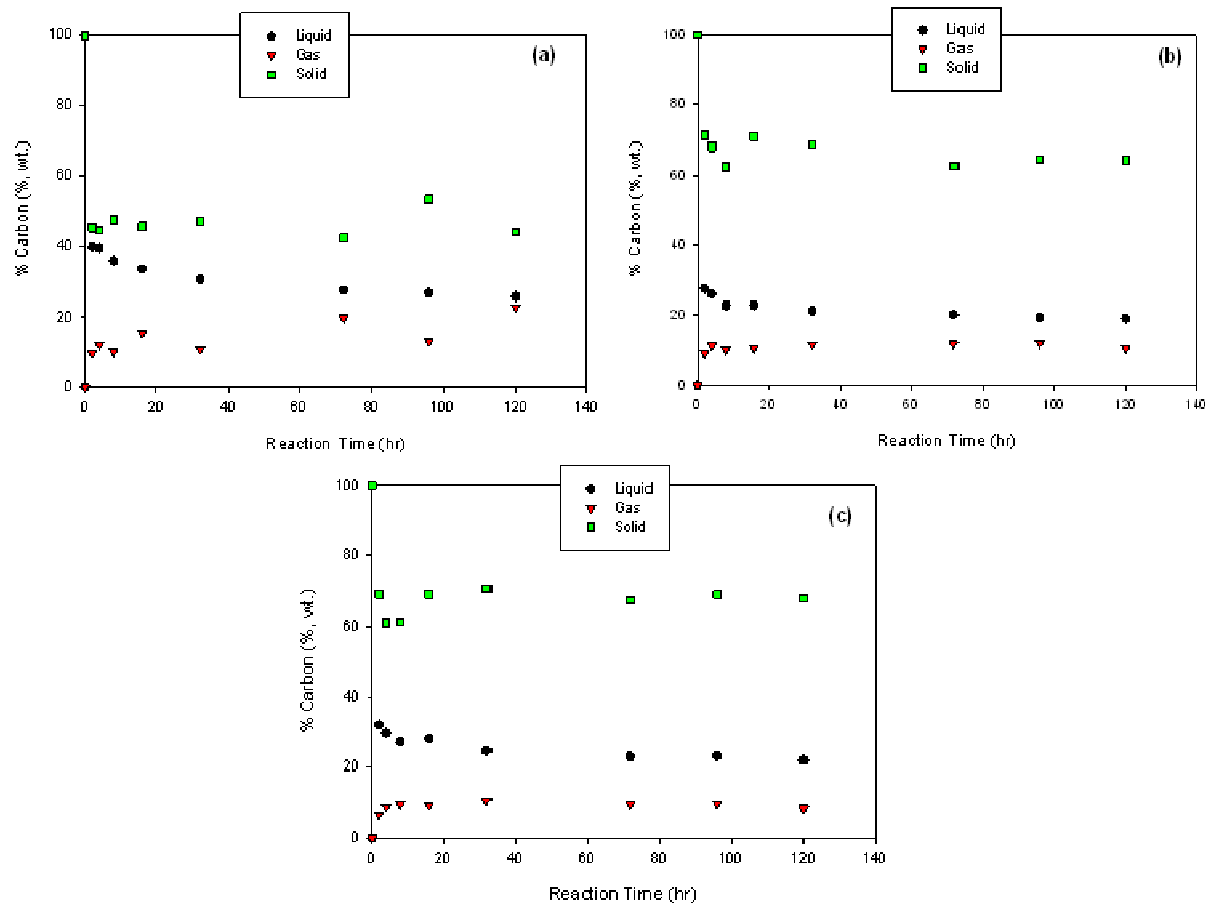 Liquid
Gas
Solid
(a)
100
80
60
40
20
0
% Carbon (%, wt.)
0 20 40 60 80 100 120 140
Reaction Time (hr)
Liquid
Gas
Solid
(b)
100
80
60
40
20
0
% Carbon (%, wt.)
0 20 40 60 80 100 120 140
Reaction Time (hr)
Liquid
Gas
Solid
(c)
100
80
60
40
20
0
% Carbon (%, wt.)
0 20 40 60 80 100 120 140
Reaction Time (hr)